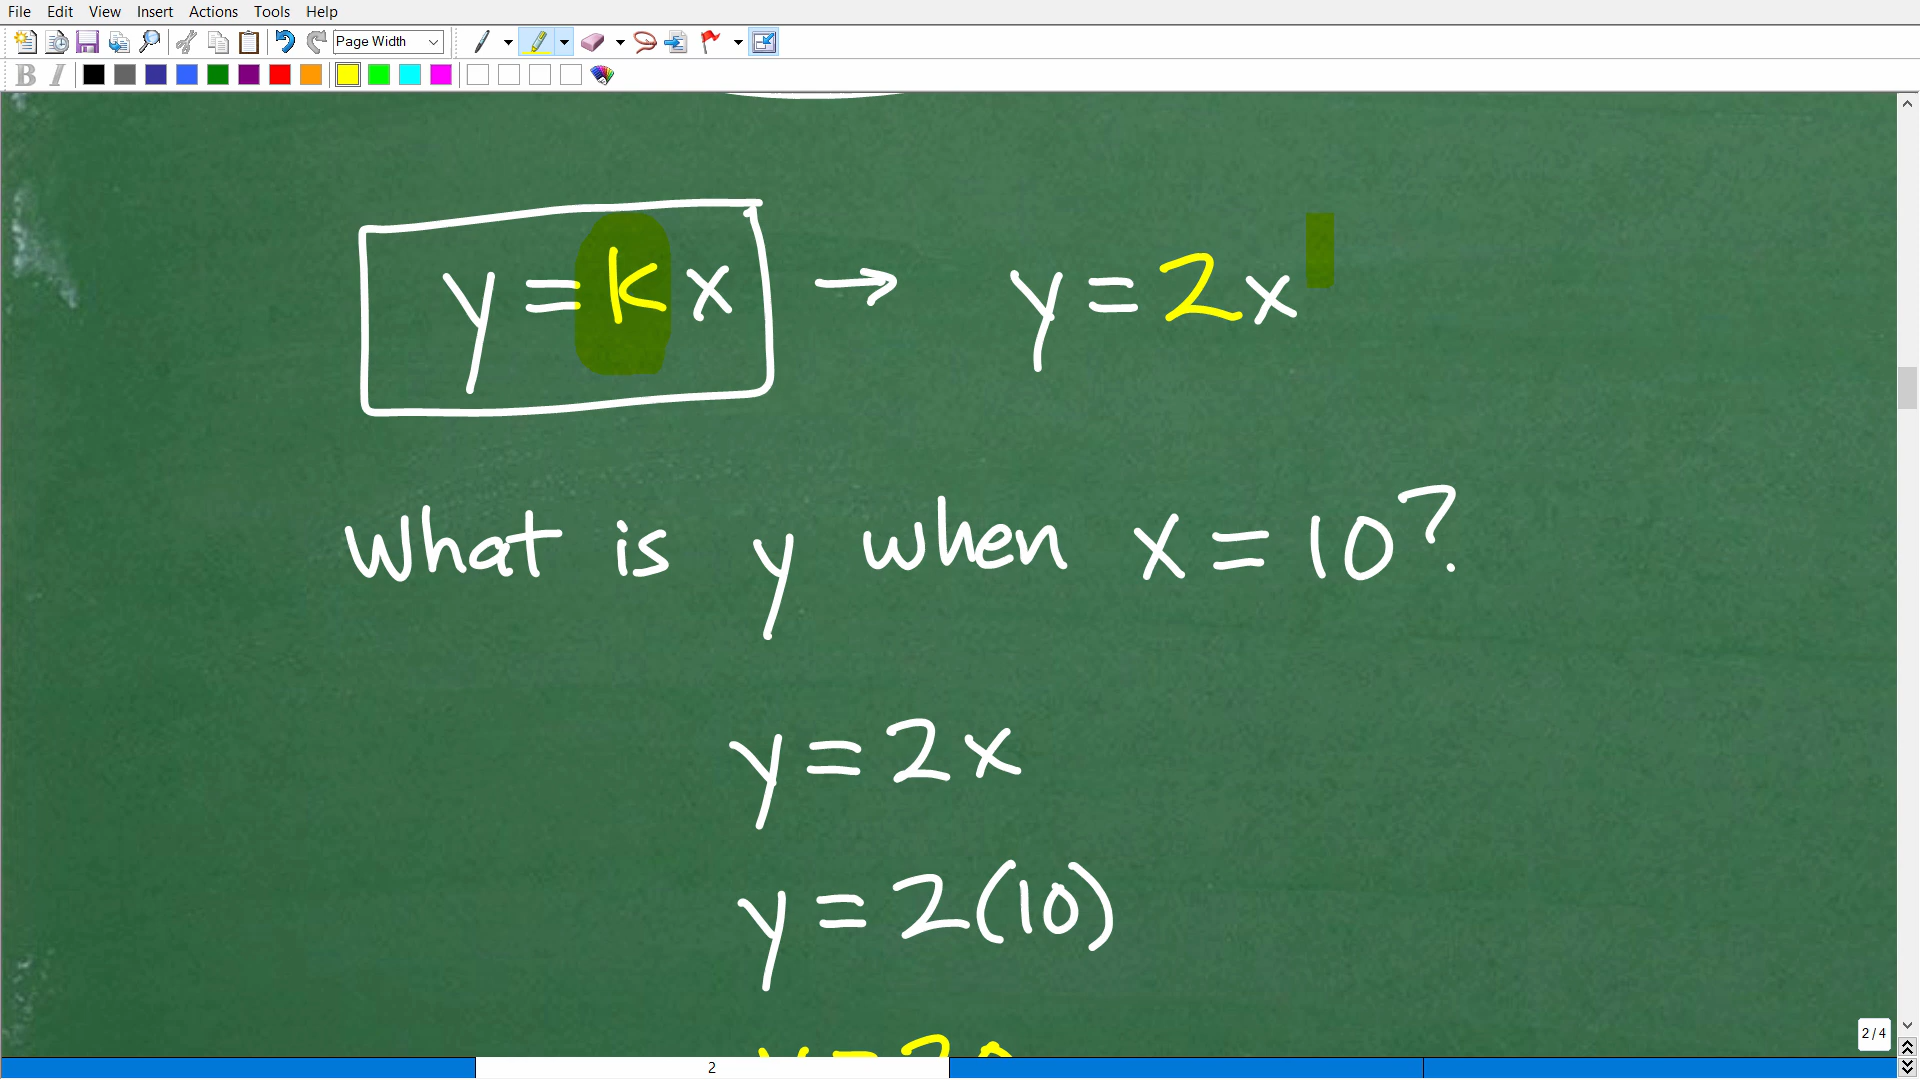 File Edit View Insert Actions Tools Help
Page Width
B I
y = kx → y = 2x
What is y when x = 10?
y = 2x
y = 2(10)
y = 20
2 / 4
2